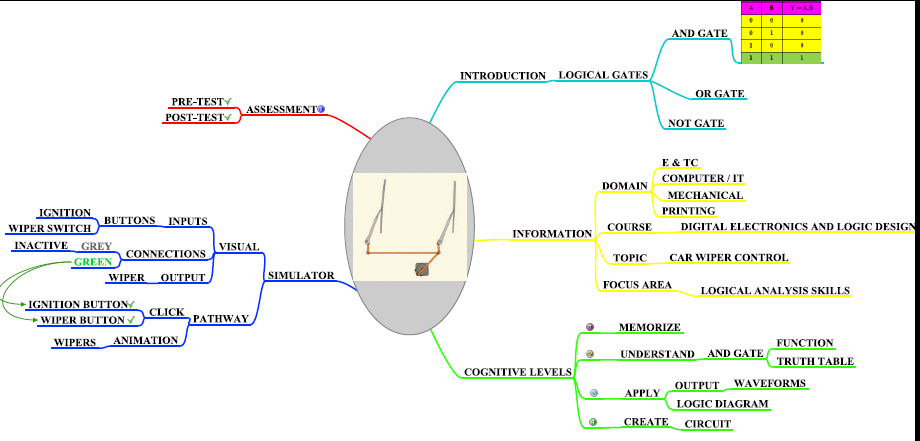 A B Y = A.B
0 0 0
0 1 0
1 0 0
1 1 1
AND GATE
INTRODUCTION LOGICAL GATES
OR GATE
NOT GATE
PRE-TEST
POST-TEST
ASSESSMENT
E & TC
COMPUTER / IT
DOMAIN
MECHANICAL
PRINTING
INFORMATION
COURSE DIGITAL ELECTRONICS AND LOGIC DESIGN
TOPIC CAR WIPER CONTROL
FOCUS AREA LOGICAL ANALYSIS SKILLS
IGNITION
WIPER SWITCH
BUTTONS INPUTS
INACTIVE GREY
GREEN
CONNECTIONS
VISUAL
WIPER OUTPUT
SIMULATOR
IGNITION BUTTON
WIPER BUTTON
CLICK
PATHWAY
WIPERS ANIMATION
COGNITIVE LEVELS
MEMORIZE
UNDERSTAND AND GATE
FUNCTION
TRUTH TABLE
APPLY
OUTPUT WAVEFORMS
LOGIC DIAGRAM
CREATE CIRCUIT